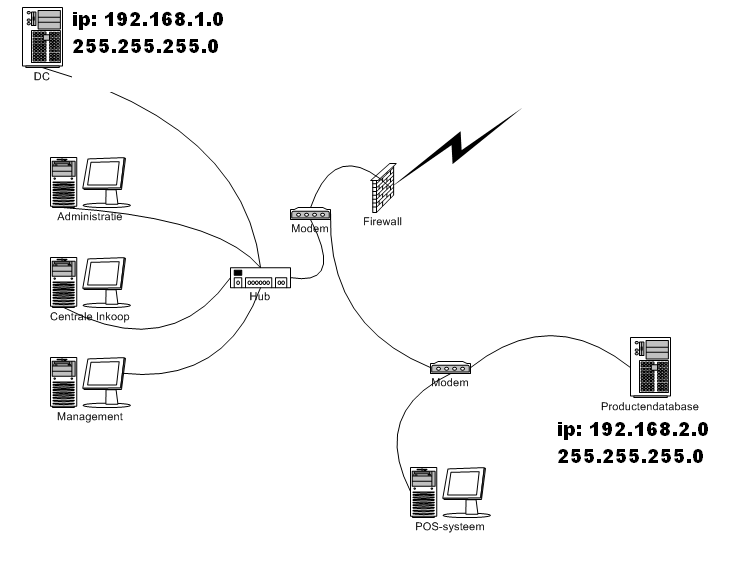 ip: 192.168.1.0
255.255.255.0
DC
Administratie
Firewall
Modem
Hub
Centrale Inkoop
Modem
Management
Productendatabase
ip: 192.168.2.0
255.255.255.0
POS-systeem